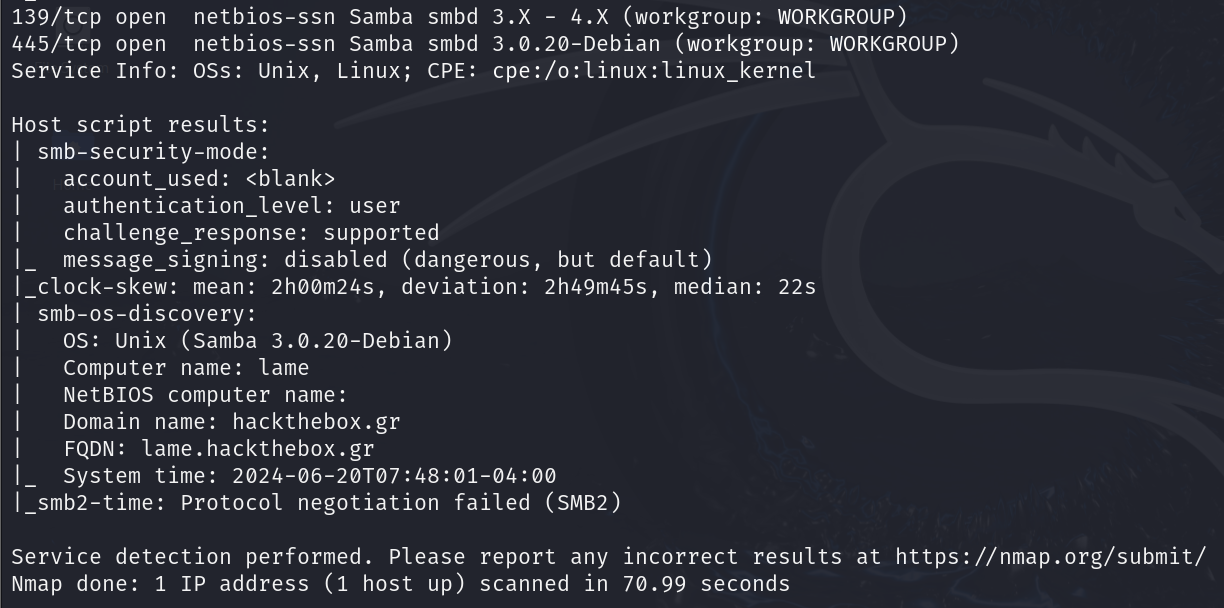 139/tcp open  netbios-ssn Samba smbd 3.X - 4.X (workgroup: WORKGROUP)
445/tcp open  netbios-ssn Samba smbd 3.0.20-Debian (workgroup: WORKGROUP)
Service Info: OSs: Unix, Linux; CPE: cpe:/o:linux:linux_kernel

Host script results:
| smb-security-mode:
|   account_used: <blank>
|   authentication_level: user
|   challenge_response: supported
|_  message_signing: disabled (dangerous, but default)
|_clock-skew: mean: 2h00m24s, deviation: 2h49m45s, median: 22s
| smb-os-discovery:
|   OS: Unix (Samba 3.0.20-Debian)
|   Computer name: lame
|   NetBIOS computer name:
|   Domain name: hackthebox.gr
|   FQDN: lame.hackthebox.gr
|_  System time: 2024-06-20T07:48:01-04:00
|_smb2-time: Protocol negotiation failed (SMB2)

Service detection performed. Please report any incorrect results at https://nmap.org/submit/
Nmap done: 1 IP address (1 host up) scanned in 70.99 seconds